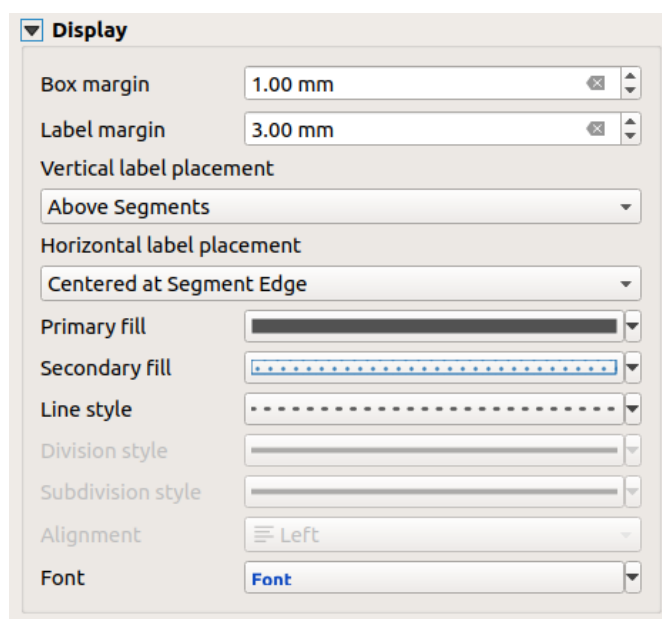 Display
Box margin 1.00 mm
Label margin 3.00 mm
Vertical label placement
Above Segments
Horizontal label placement
Centered at Segment Edge
Primary fill
Secondary fill
Line style
Division style
Subdivision style
Alignment Left
Font Font